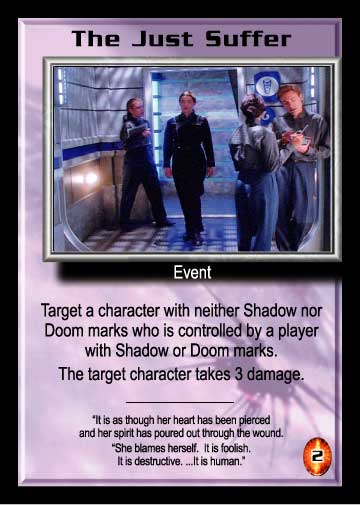 The Just Suffer
Event
Target a character with neither Shadow nor
Doom marks who is controlled by a player
with Shadow or Doom marks.
The target character takes 3 damage.
“It is as though her heart has been pierced
and her spirit has poured out through the wound.
“She blames herself.  It is foolish.
It is destructive. ...It is human.”
2